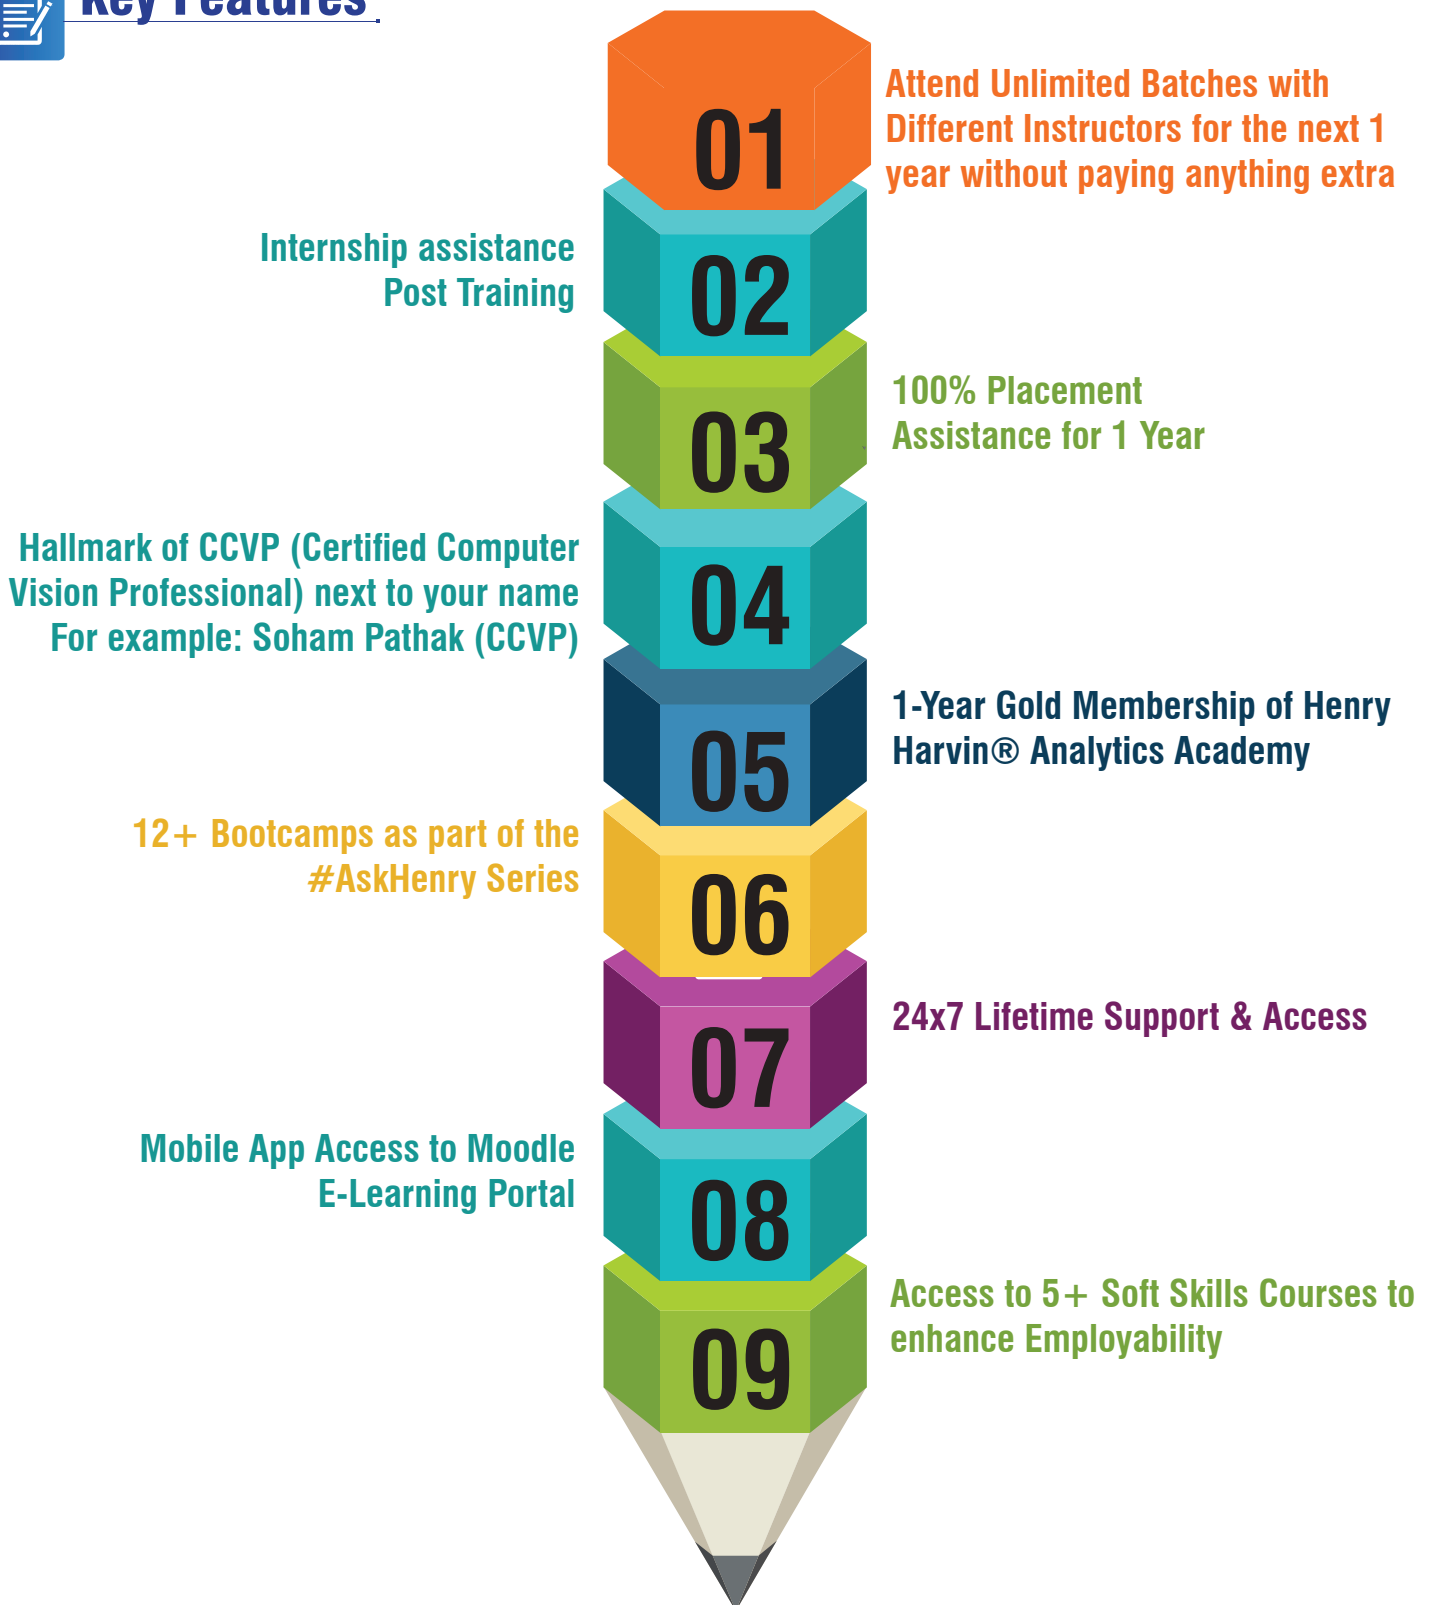 Key Features
01
Attend Unlimited Batches with
Different Instructors for the next 1
year without paying anything extra
Internship assistance
Post Training
02
03
100% Placement
Assistance for 1 Year
Hallmark of CCVP (Certified Computer
Vision Professional) next to your name
For example: Soham Pathak (CCVP)
04
05
1-Year Gold Membership of Henry
Harvin® Analytics Academy
12+ Bootcamps as part of the
#AskHenry Series
06
07
24x7 Lifetime Support & Access
Mobile App Access to Moodle
E-Learning Portal
08
09
Access to 5+ Soft Skills Courses to
enhance Employability